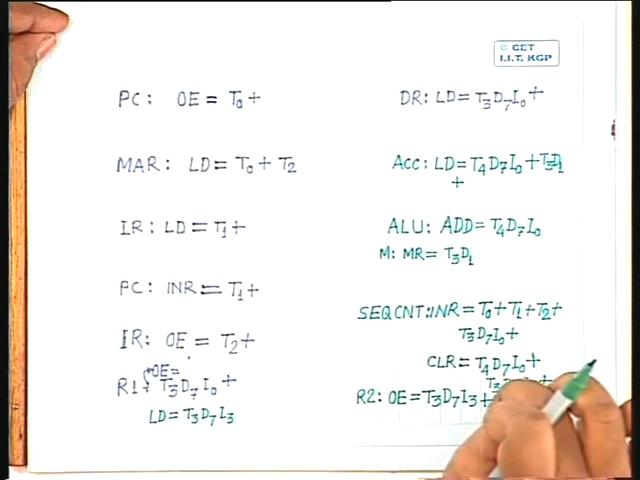 © CET
I.I.T. KGP
PC: OE = T₀ +
MAR: LD = T₀ + T₂
IR: LD = T₁ +
PC: INR = T₁ +
IR: OE = T₂ +
OE =
R1: T₃D₇I₀ +
LD = T₃D₇I₃
DR: LD = T₃D₇I₀ +
ACC: LD = T₄D₇I₀ + T₃D₁
+
ALU: ADD = T₄D₇I₀
M: MR = T₃D₁
SEQCNT: INR = T₀ + T₁ + T₂ +
T₃D₇I₀ +
CLR = T₄D₇I₀ +
R2: OE = T₃D₇I₃ +